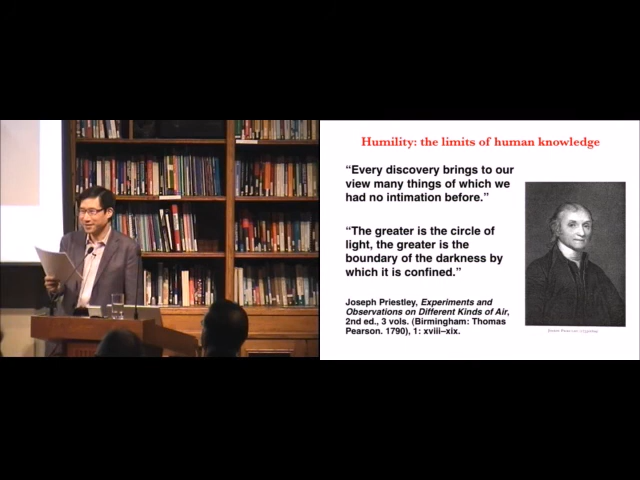 Humility: the limits of human knowledge
“Every discovery brings to our
view many things of which we
had no intimation before.”
“The greater is the circle of
light, the greater is the
boundary of the darkness by
which it is confined.”
Joseph Priestley, Experiments and
Observations on Different Kinds of Air,
2nd ed., 3 vols. (Birmingham: Thomas
Pearson. 1790), 1: xviii–xix.